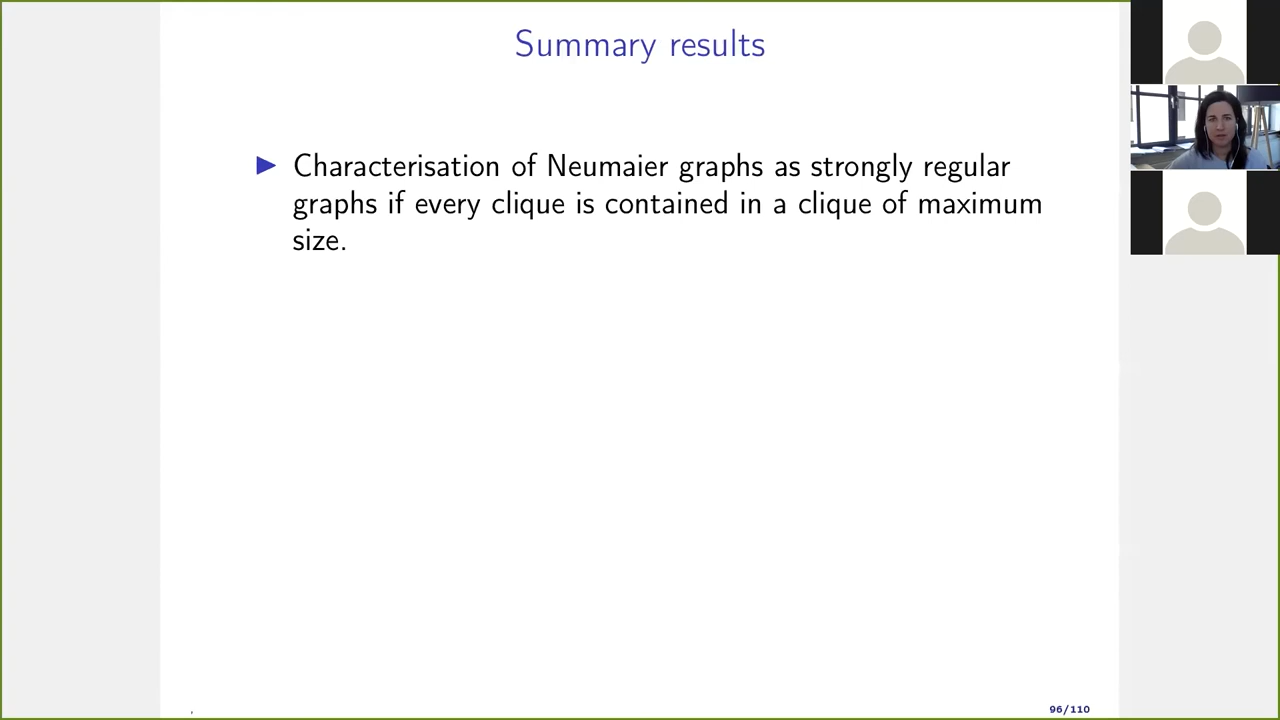 Summary results
Characterisation of Neumaier graphs as strongly regular
graphs if every clique is contained in a clique of maximum
size.
,
96/110